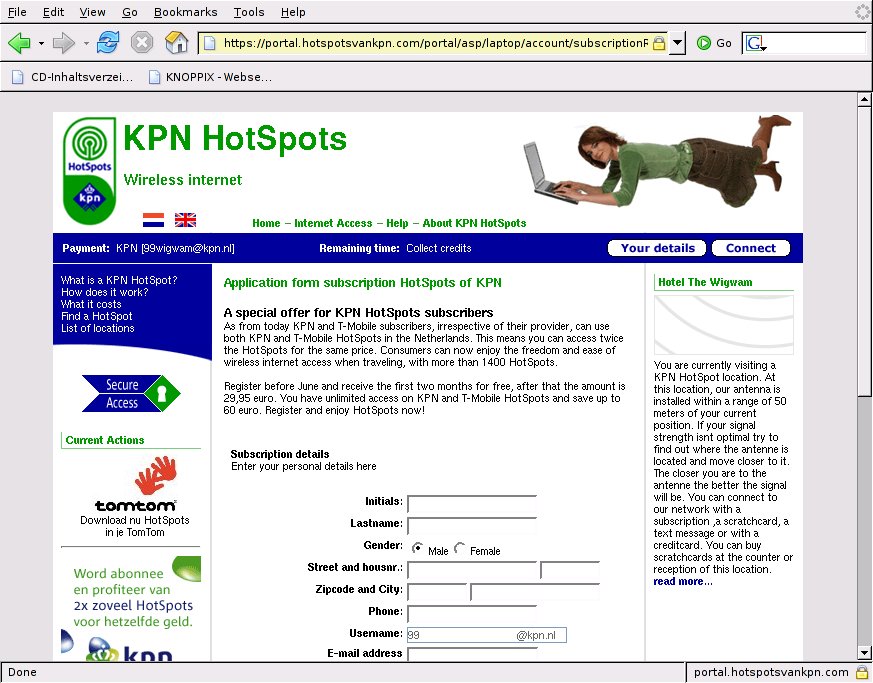 File Edit View Go Bookmarks Tools Help
https://portal.hotspotsvankpn.com/portal/asp/laptop/account/subscriptionR
Go
G
CD-Inhaltsverzei... KNOPPIX - Webse...
KPN HotSpots
HotSpots
kpn
Wireless internet
Home – Internet Access – Help – About KPN HotSpots
Payment: KPN [99wigwam@kpn.nl] Remaining time: Collect credits Your details Connect
What is a KPN HotSpot?
How does it work?
What it costs
Find a HotSpot
List of locations
Secure
Access
Current Actions
tomtom
Download nu HotSpots
in je TomTom
Word abonnee
en profiteer van
2x zoveel HotSpots
voor hetzelfde geld.
kpn
Application form subscription HotSpots of KPN
A special offer for KPN HotSpots subscribers
As from today KPN and T-Mobile subscribers, irrespective of their provider, can use
both KPN and T-Mobile HotSpots in the Netherlands. This means you can access twice
the HotSpots for the same price. Consumers can now enjoy the freedom and ease of
wireless internet access when traveling, with more than 1400 HotSpots.
Register before June and receive the first two months for free, after that the amount is
29,95 euro. You have unlimited access on KPN and T-Mobile HotSpots and save up to
60 euro. Register and enjoy HotSpots now!
Subscription details
Enter your personal details here
Initials:
Lastname:
Gender: Male Female
Street and housnr.:
Zipcode and City:
Phone:
Username: 99 @kpn.nl
E-mail address
Hotel The Wigwam
You are currently visiting a
KPN HotSpot location. At
this location, our antenna is
installed within a range of 50
meters of your current
position. If your signal
strength isnt optimal try to
find out where the antenne is
located and move closer to it.
The closer you are to the
antenne the better the signal
will be. You can connect to
our network with a
subscription ,a scratchcard, a
text message or with a
creditcard. You can buy
scratchcards at the counter or
reception of this location.
read more...
Done portal.hotspotsvankpn.com